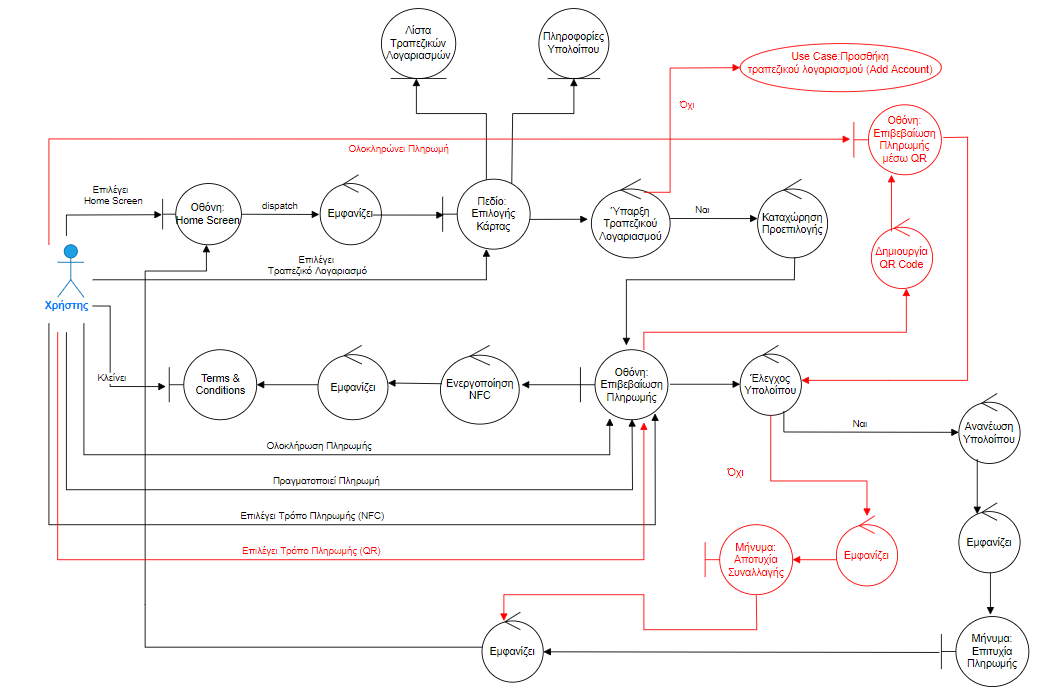 Λίστα
Τραπεζικών
Λογαριασμών
Πληροφορίες
Υπολοίπου
Use Case:Προσθήκη
τραπεζικού λογαριασμού (Add Account)
Όχι
Οθόνη:
Επιβεβαίωση
Πληρωμής
μέσω QR
Ολοκληρώνει Πληρωμή
Επιλέγει
Home Screen
Οθόνη:
Home Screen
dispatch
Εμφανίζει
Πεδίο:
Επιλογής
Κάρτας
Ύπαρξη
Τραπεζικού
Λογαριασμού
Ναι
Καταχώρηση
Προεπιλογής
Δημιουργία
QR Code
Επιλέγει
Τραπεζικό Λογαριασμό
Χρήστης
Κλείνει
Terms &
Conditions
Εμφανίζει
Ενεργοποίηση
NFC
Οθόνη:
Επιβεβαίωση
Πληρωμής
Έλεγχος
Υπολοίπου
Ναι
Ανανέωση
Υπολοίπου
Ολοκλήρωση Πληρωμής
Όχι
Πραγματοποιεί Πληρωμή
Επιλέγει Τρόπο Πληρωμής (NFC)
Επιλέγει Τρόπο Πληρωμής (QR)
Μήνυμα:
Αποτυχία
Συναλλαγής
Εμφανίζει
Εμφανίζει
Εμφανίζει
Μήνυμα:
Επιτυχία
Πληρωμής